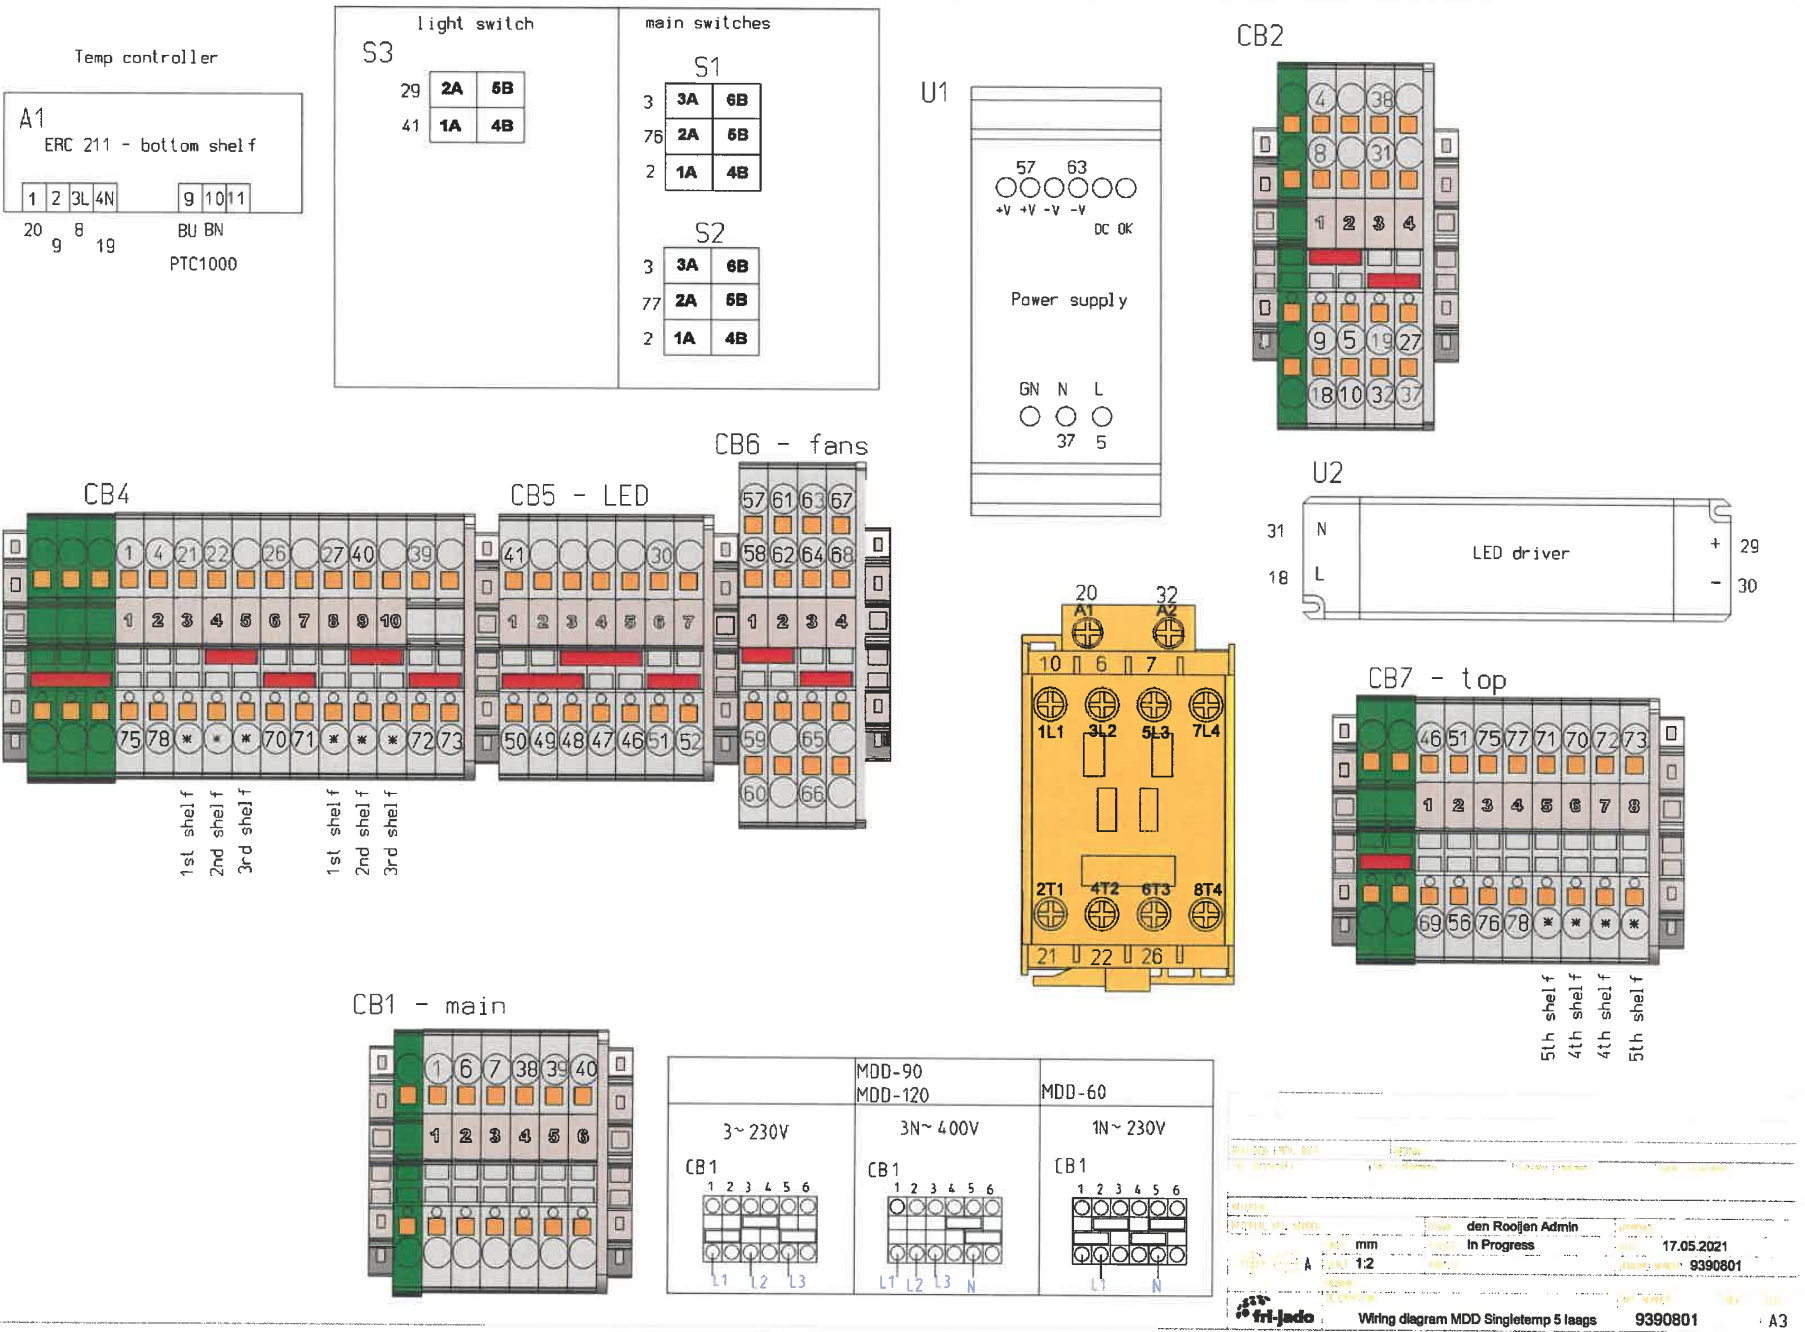 Temp controller
A1
ERC 211 - bottom shelf
1 2 3L 4N 9 10 11
20 9 8 19 BU BN
PTC1000
light switch
S3
29 2A 5B
41 1A 4B
main switches
S1
3 3A 6B
76 2A 5B
2 1A 4B
S2
3 3A 6B
77 2A 5B
2 1A 4B
U1
57 63
+V +V -V -V
DC OK
Power supply
GN N L
37 5
CB2
4 38
8 31
1 2 3 4
9 5 19 27
18 10 32 37
U2
31 N
18 L
LED driver
+ 29
- 30
CB4
1 4 21 22 26 27 40 39
1 2 3 4 5 6 7 8 9 10
75 78 * * * 70 71 * * * 72 73
1st shelf
2nd shelf
3rd shelf
1st shelf
2nd shelf
3rd shelf
CB5 - LED
41 30
1 2 3 4 5 6 7
50 49 48 47 46 51 52
CB6 - fans
57 61 63 67
58 62 64 68
1 2 3 4
59 65
60 66
20 32
A1 A2
10 6 7
1L1 3L2 5L3 7L4
2T1 4T2 6T3 8T4
21 22 26
CB7 - top
46 51 75 77 71 70 72 73
1 2 3 4 5 6 7 8
69 56 76 78 * * * *
5th shelf
4th shelf
4th shelf
5th shelf
CB1 - main
1 6 7 38 39 40
1 2 3 4 5 6
MDD-90
MDD-120
MDD-60
3~ 230V
3N~ 400V
1N~ 230V
CB1
1 2 3 4 5 6
L1 L2 L3
CB1
1 2 3 4 5 6
L1 L2 L3 N
CB1
1 2 3 4 5 6
L1 N
den Rooijen Admin
mm
In Progress
17.05.2021
A
1:2
9390801
fri-jado
Wiring diagram MDD Singletemp 5 laags
9390801
A3